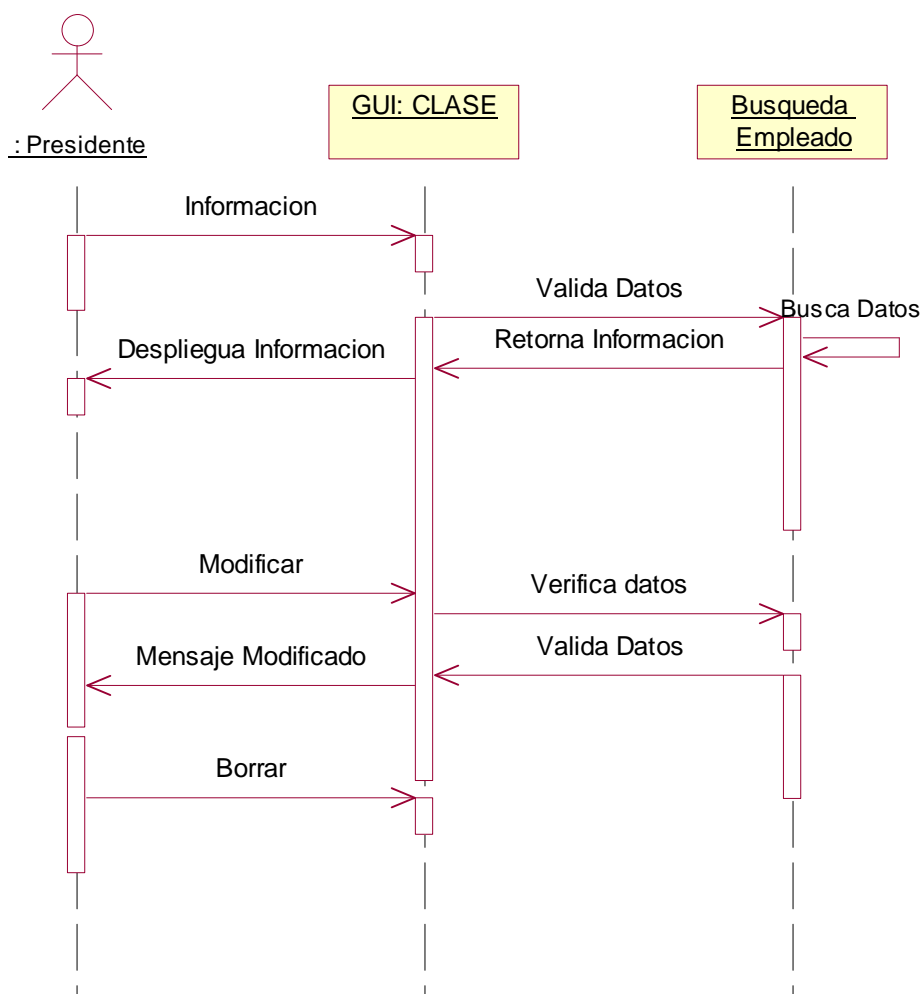 : Presidente
GUI: CLASE
Busqueda
Empleado
Informacion
Valida Datos
Busca Datos
Retorna Informacion
Despliegua Informacion
Modificar
Verifica datos
Valida Datos
Mensaje Modificado
Borrar